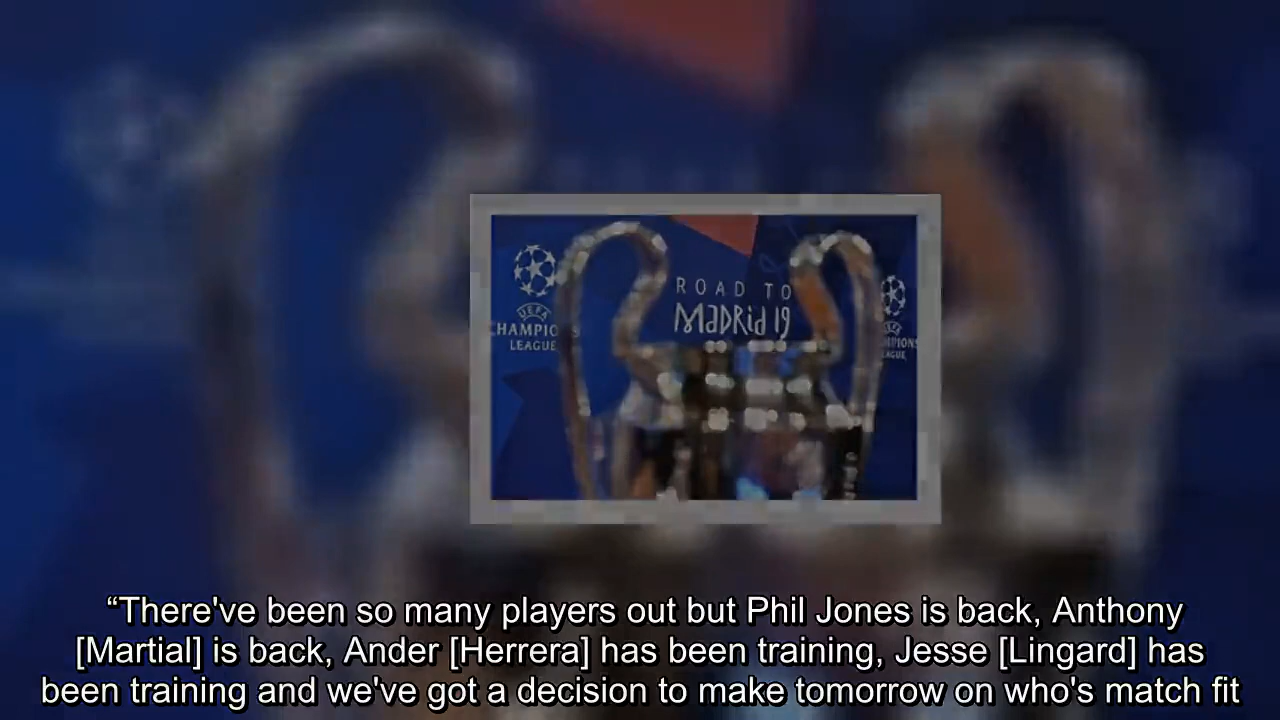 ROAD TO
MADRID 19
UEFA
CHAMPIONS
LEAGUE
UEFA
“There've been so many players out but Phil Jones is back, Anthony
[Martial] is back, Ander [Herrera] has been training, Jesse [Lingard] has
been training and we've got a decision to make tomorrow on who's match fit